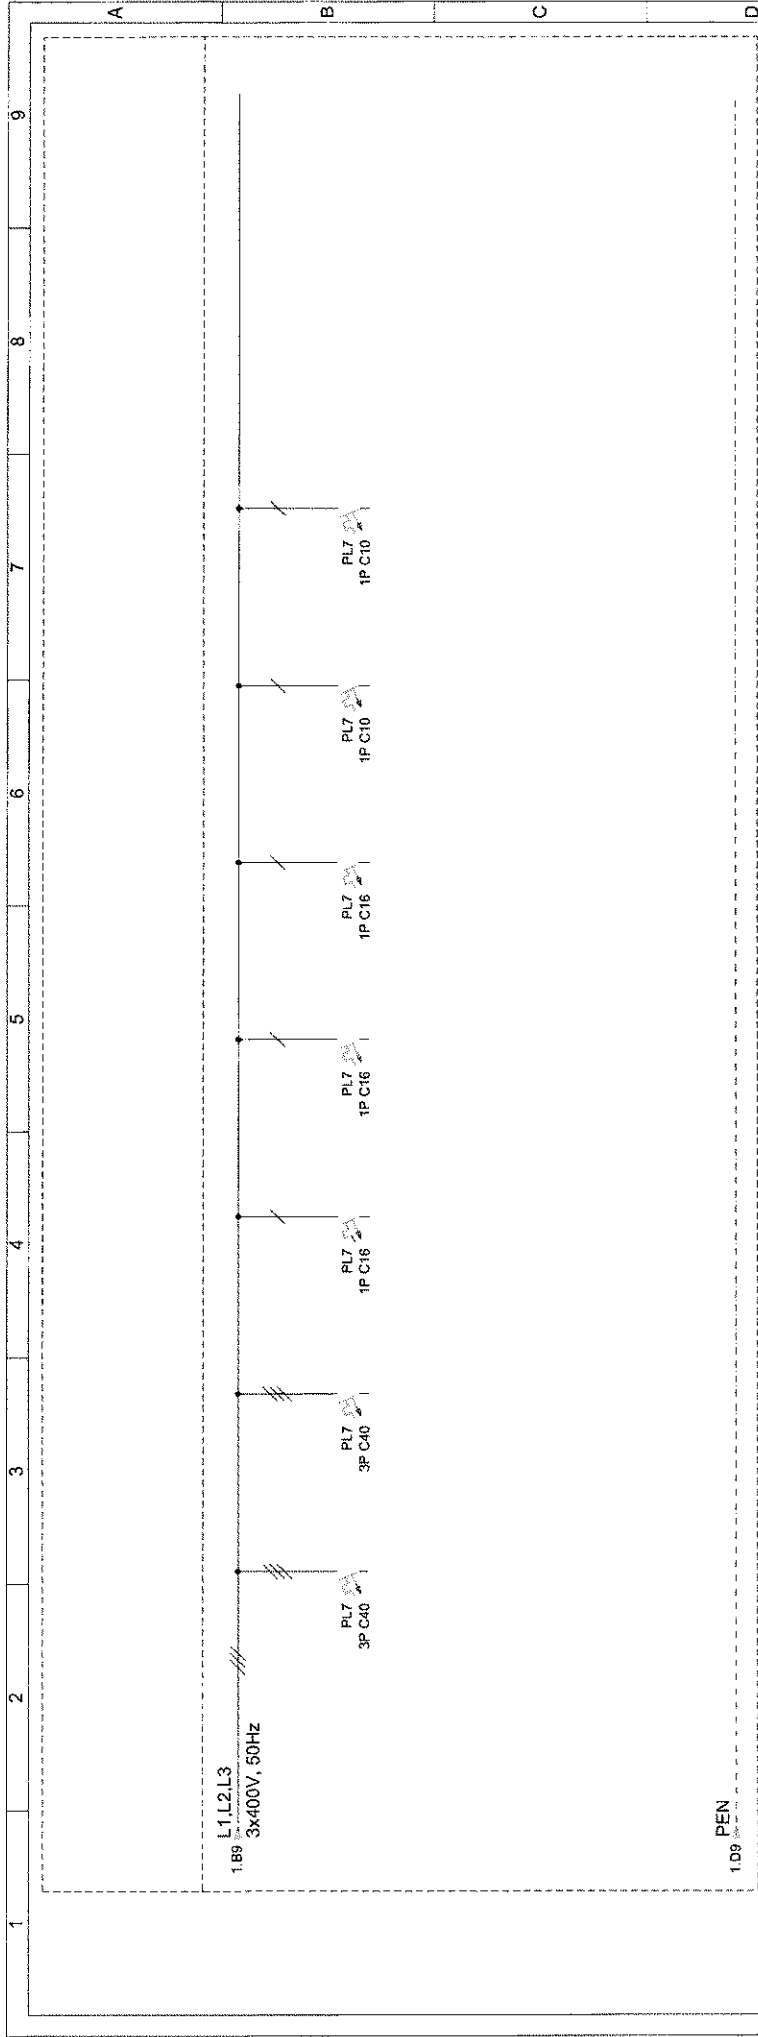 1
2
3
4
5
6
7
8
9
A
B
C
D
1.B9
L1,L2,L3
3x400V, 50Hz
PL7
3P C40
PL7
3P C40
PL7
1P C16
PL7
1P C16
PL7
1P C16
PL7
1P C10
PL7
1P C10
1.D9
PEN